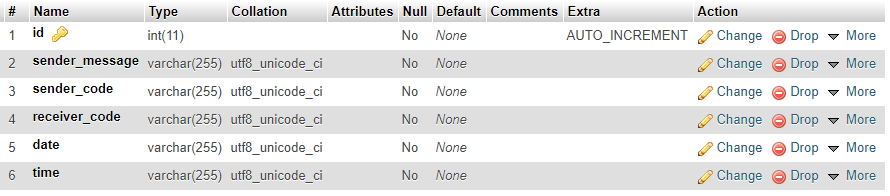 # Name Type Collation Attributes Null Default Comments Extra Action
1 id int(11) No None AUTO_INCREMENT Change Drop More
2 sender_message varchar(255) utf8_unicode_ci No None Change Drop More
3 sender_code varchar(255) utf8_unicode_ci No None Change Drop More
4 receiver_code varchar(255) utf8_unicode_ci No None Change Drop More
5 date varchar(255) utf8_unicode_ci No None Change Drop More
6 time varchar(255) utf8_unicode_ci No None Change Drop More